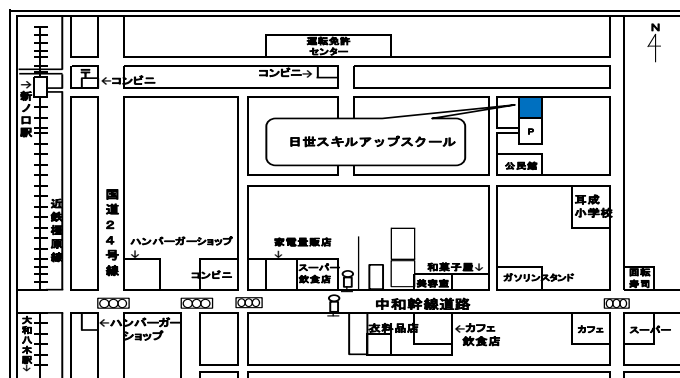 運転免許
センター
N
〒
←コンビニ
コンビニ→
→
新ノ口駅
日世スキルアップスクール
P
公民館
耳成
小学校
国道24号線
近鉄橿原線
ハンバーガーショップ
↓
家電量販店
↓
コンビニ
スーパー
飲食店
和菓子屋↓
美容室
ガソリンスタンド
回転
寿司
中和幹線道路
大和八木駅→
←ハンバーガー
ショップ
衣料品店
←カフェ
飲食店
カフェ
スーパー